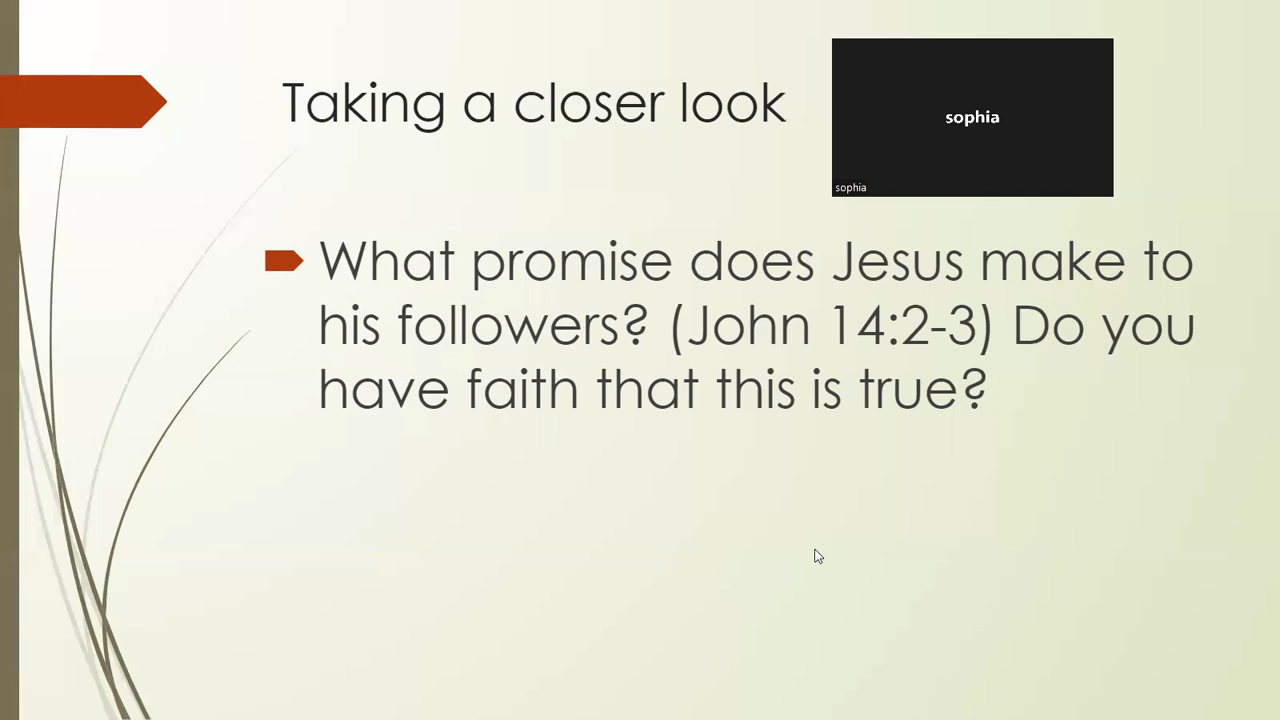 Taking a closer look
sophia
sophia
What promise does Jesus make to
his followers? (John 14:2-3) Do you
have faith that this is true?